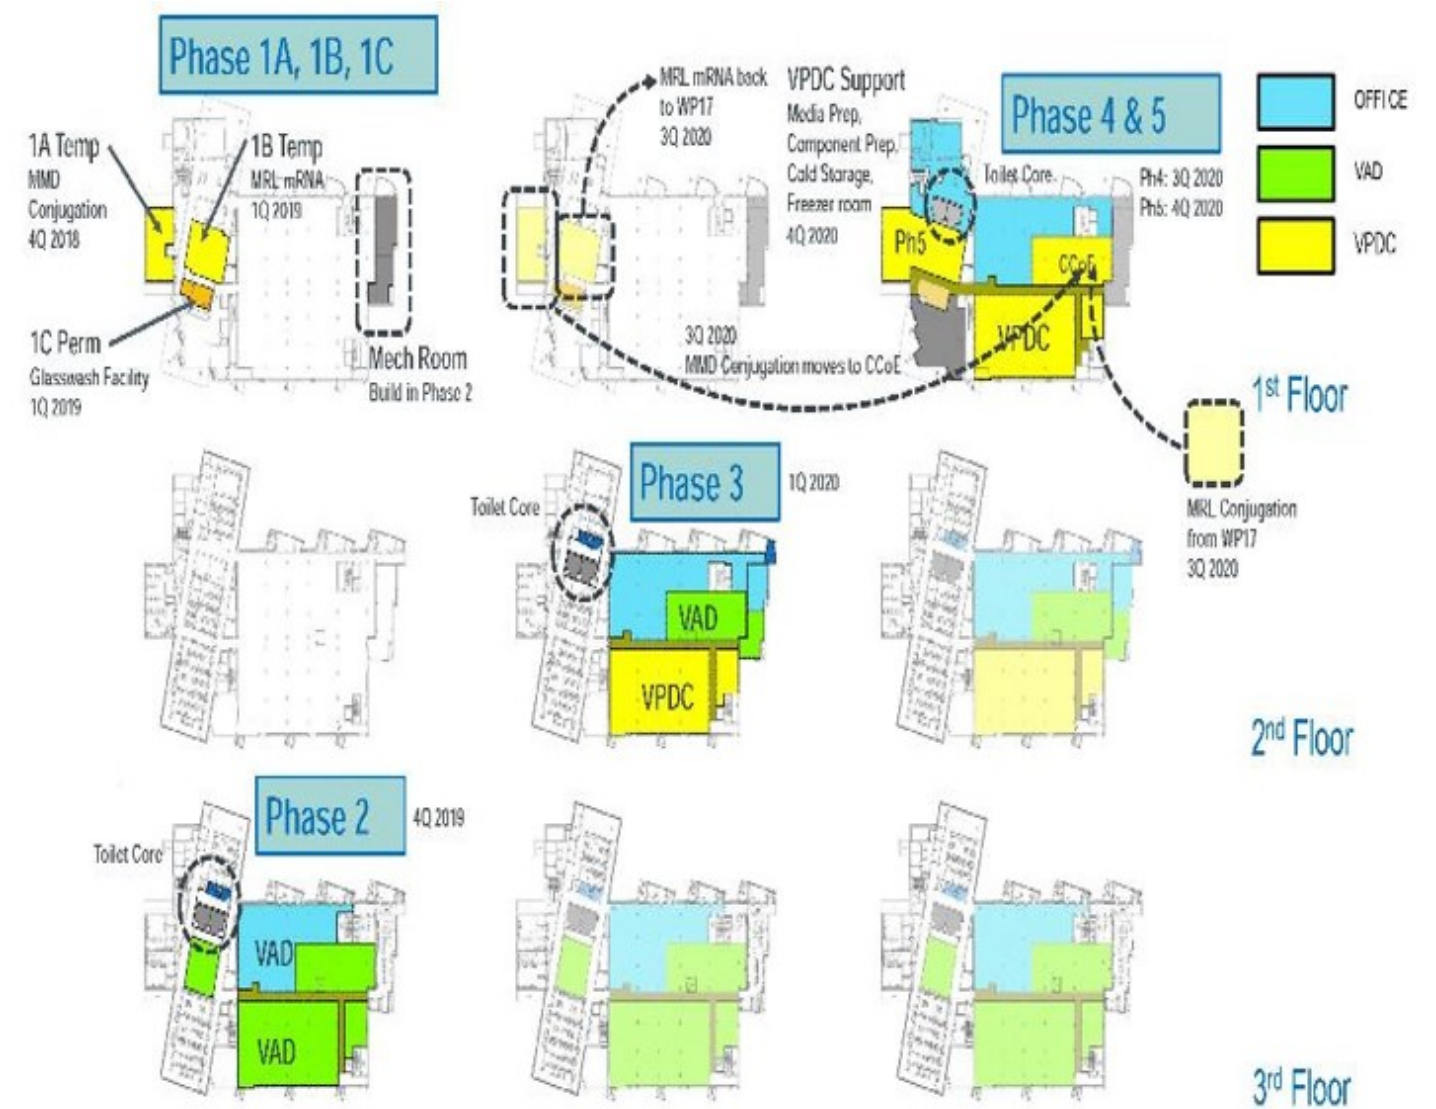 Phase 1A, 1B, 1C
1A Temp
MMD
Conjugation
4Q 2018
1B Temp
MRL mRNA
1Q 2019
1C Perm
Glasswash Facility
1Q 2019
Mech Room
Build in Phase 2
MRL mRNA back
to WP17
3Q 2020
3Q 2020
MMD Conjugation moves to CCoE
VPDC Support
Media Prep,
Component Prep,
Cold Storage,
Freezer room
4Q 2020
Phase 4 & 5
Toilet Core
Ph4: 3Q 2020
Ph5: 4Q 2020
Ph5
CCoE
VPDC
OFFICE
VAD
VPDC
1st Floor
MRL Conjugation
from WP17
3Q 2020
Phase 3
1Q 2020
Toilet Core
VAD
VPDC
2nd Floor
Phase 2
4Q 2019
Toilet Core
VAD
VAD
3rd Floor